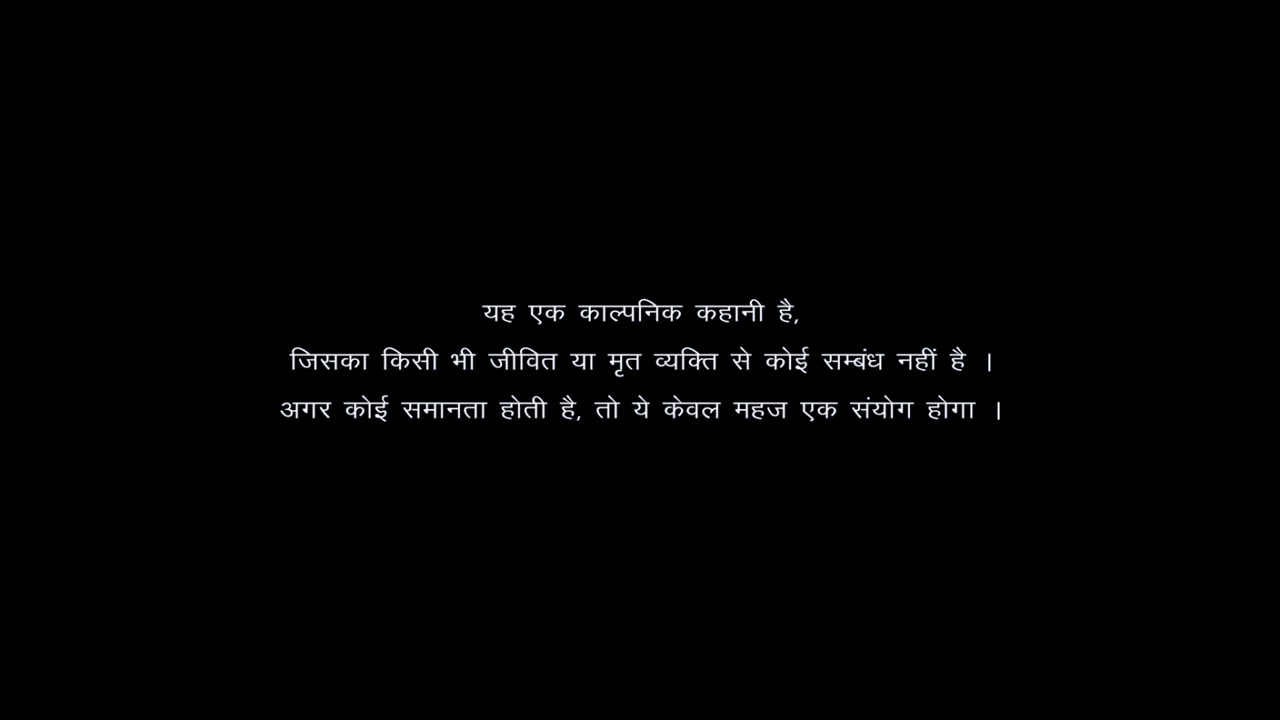 यह एक काल्पनिक कहानी है,
जिसका किसी भी जीवित या मृत व्यक्ति से कोई सम्बंध नहीं है ।
अगर कोई समानता होती है, तो ये केवल महज एक संयोग होगा ।